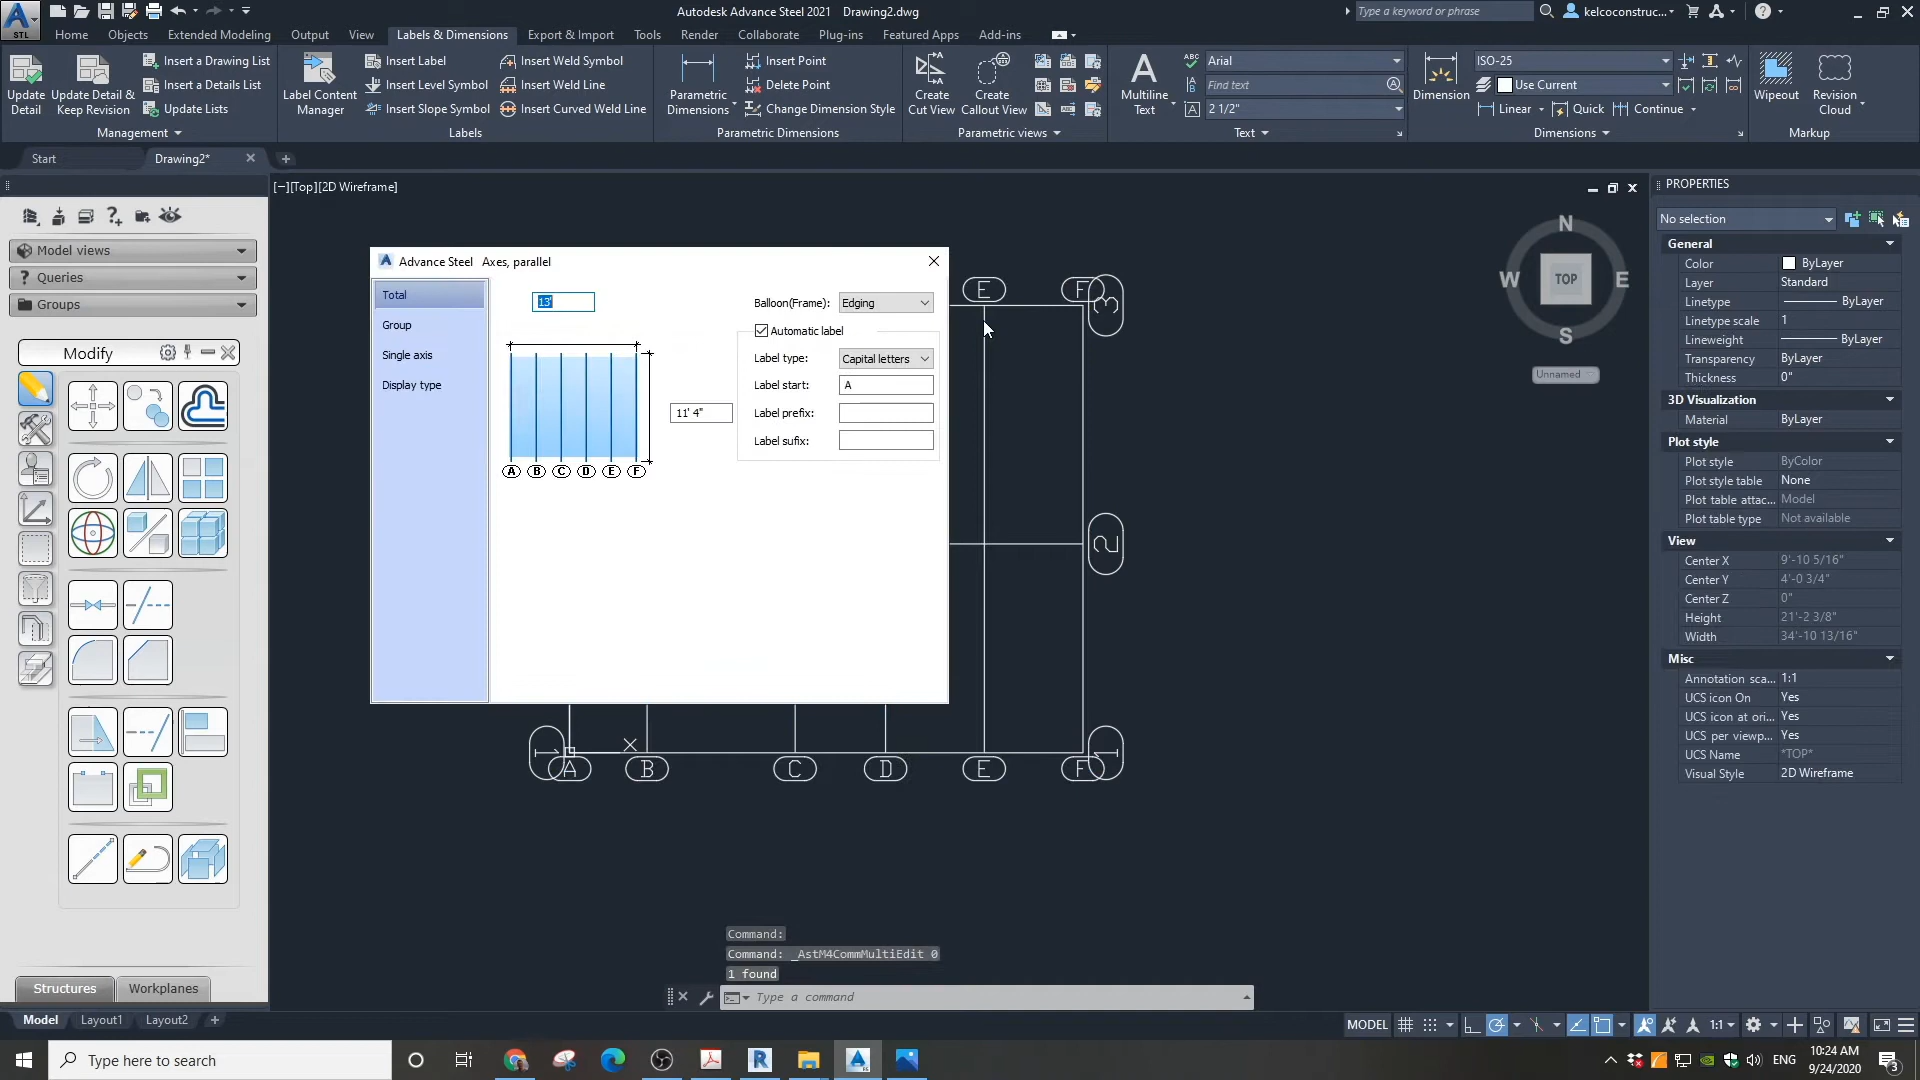 Autodesk Advance Steel 2021 Drawing2.dwg
Type a keyword or phrase
kelcoconstruc...
STL
Home Objects Extended Modeling Output View Labels & Dimensions Export & Import Tools Render Collaborate Plug-ins Featured Apps Add-ins
Update Detail
Update Detail & Keep Revision
Insert a Drawing List
Insert a Details List
Update Lists
Management
Label Content Manager
Insert Label
Insert Level Symbol
Insert Slope Symbol
Insert Weld Symbol
Insert Weld Line
Insert Curved Weld Line
Labels
Parametric Dimensions
Insert Point
Delete Point
Change Dimension Style
Parametric Dimensions
Create Cut View
Create Callout View
Parametric views
Multiline Text
ABC
Arial
Find text
2 1/2"
Text
Dimension
ISO-25
Use Current
Linear Quick Continue
Dimensions
Wipeout
Revision Cloud
Markup
Start
Drawing2*
[−][Top][2D Wireframe]
Model views
Queries
Groups
Modify
Structures
Workplanes
Advance Steel Axes, parallel
Total
Group
Single axis
Display type
13'
11' 4"
A B C D E F
Balloon(Frame): Edging
Automatic label
Label type: Capital letters
Label start: A
Label prefix:
Label sufix:
E F 3
2
1 A B C D E F 1
N
W TOP E
S
Unnamed
Command:
Command: _AstM4CommMultiEdit 0
1 found
Type a command
PROPERTIES
No selection
General
Color ByLayer
Layer Standard
Linetype ByLayer
Linetype scale 1
Lineweight ByLayer
Transparency ByLayer
Thickness 0"
3D Visualization
Material ByLayer
Plot style
Plot style ByColor
Plot style table None
Plot table attac... Model
Plot table type Not available
View
Center X 9'-10 5/16"
Center Y 4'-0 3/4"
Center Z 0"
Height 21'-2 3/8"
Width 34'-10 13/16"
Misc
Annotation sca... 1:1
UCS icon On Yes
UCS icon at ori... Yes
UCS per viewp... Yes
UCS Name *TOP*
Visual Style 2D Wireframe
Model Layout1 Layout2
MODEL
1:1
Type here to search
ENG
10:24 AM
9/24/2020
3